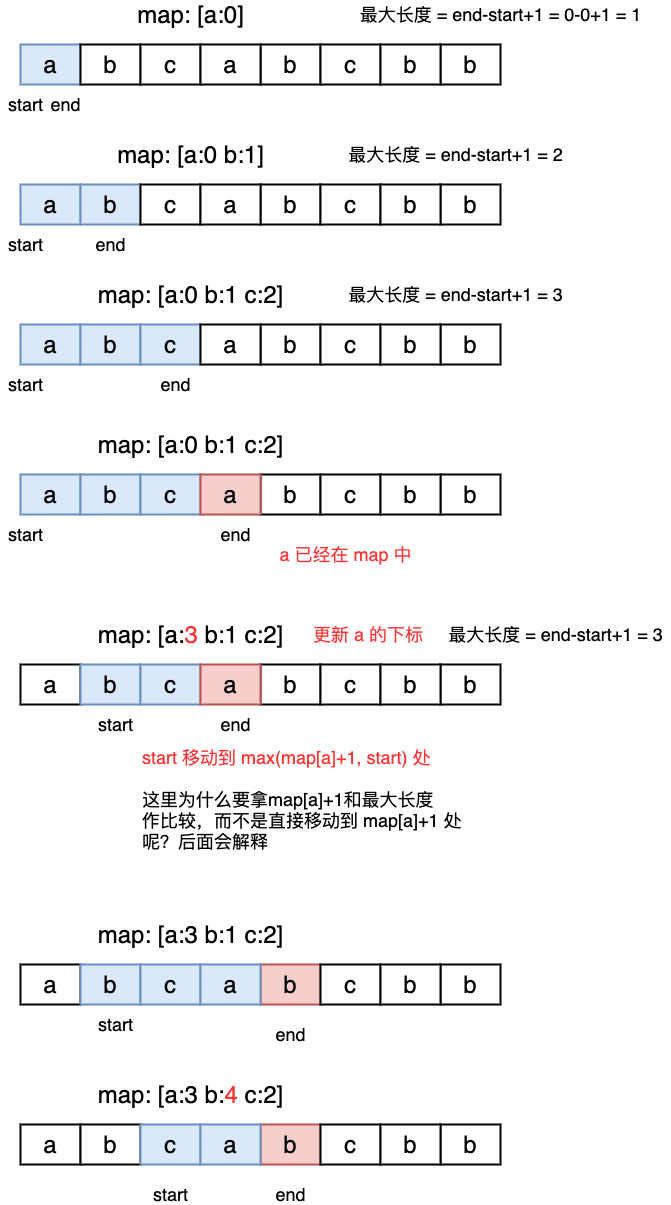 map: [a:0] 最大长度 = end-start+1 = 0-0+1 = 1
a b c a b c b b
start end
map: [a:0 b:1] 最大长度 = end-start+1 = 2
a b c a b c b b
start end
map: [a:0 b:1 c:2] 最大长度 = end-start+1 = 3
a b c a b c b b
start end
map: [a:0 b:1 c:2]
a b c a b c b b
start end
a 已经在 map 中
map: [a:3 b:1 c:2] 更新 a 的下标 最大长度 = end-start+1 = 3
a b c a b c b b
start end
start 移动到 max(map[a]+1, start) 处
这里为什么要拿map[a]+1和最大长度
作比较，而不是直接移动到 map[a]+1 处
呢？后面会解释
map: [a:3 b:1 c:2]
a b c a b c b b
start end
map: [a:3 b:4 c:2]
a b c a b c b b
start end